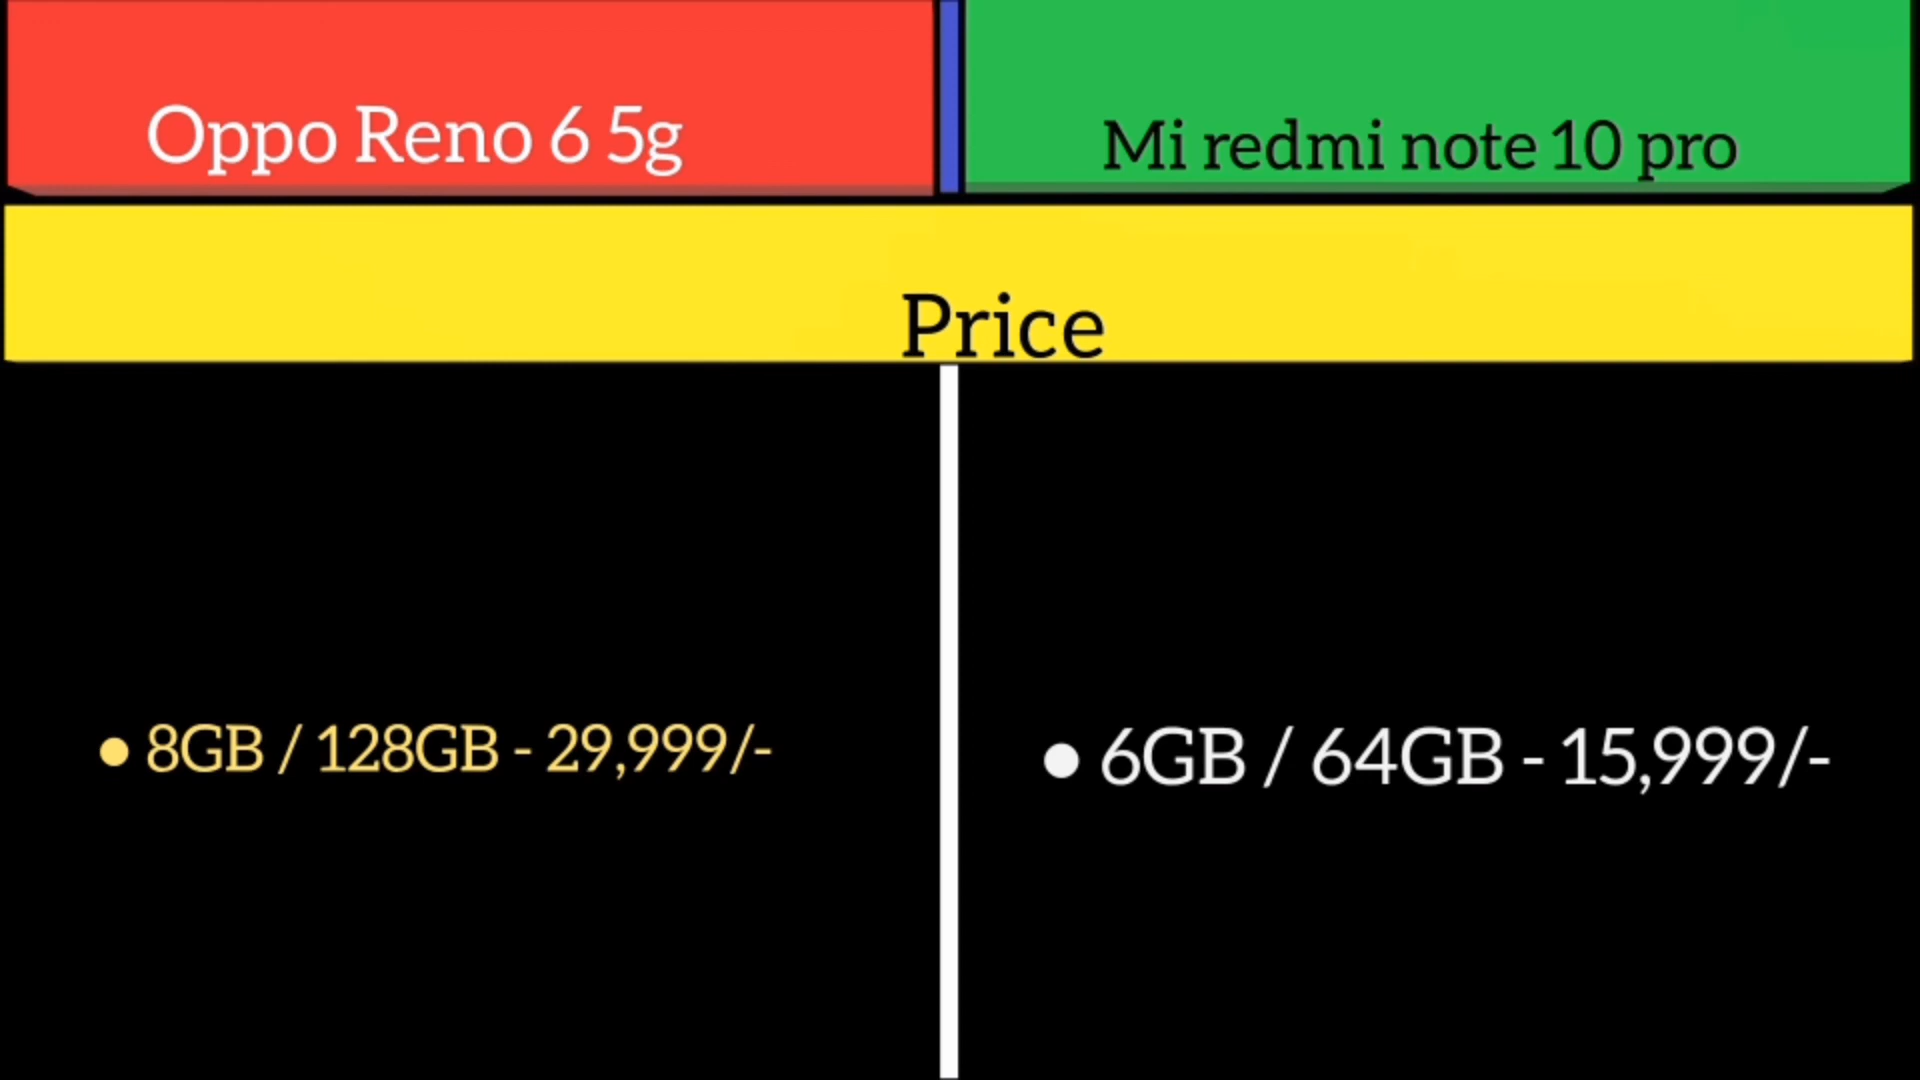 Oppo Reno 6 5g
Mi redmi note 10 pro
Price
• 8GB / 128GB - 29,999/-
• 6GB / 64GB - 15,999/-